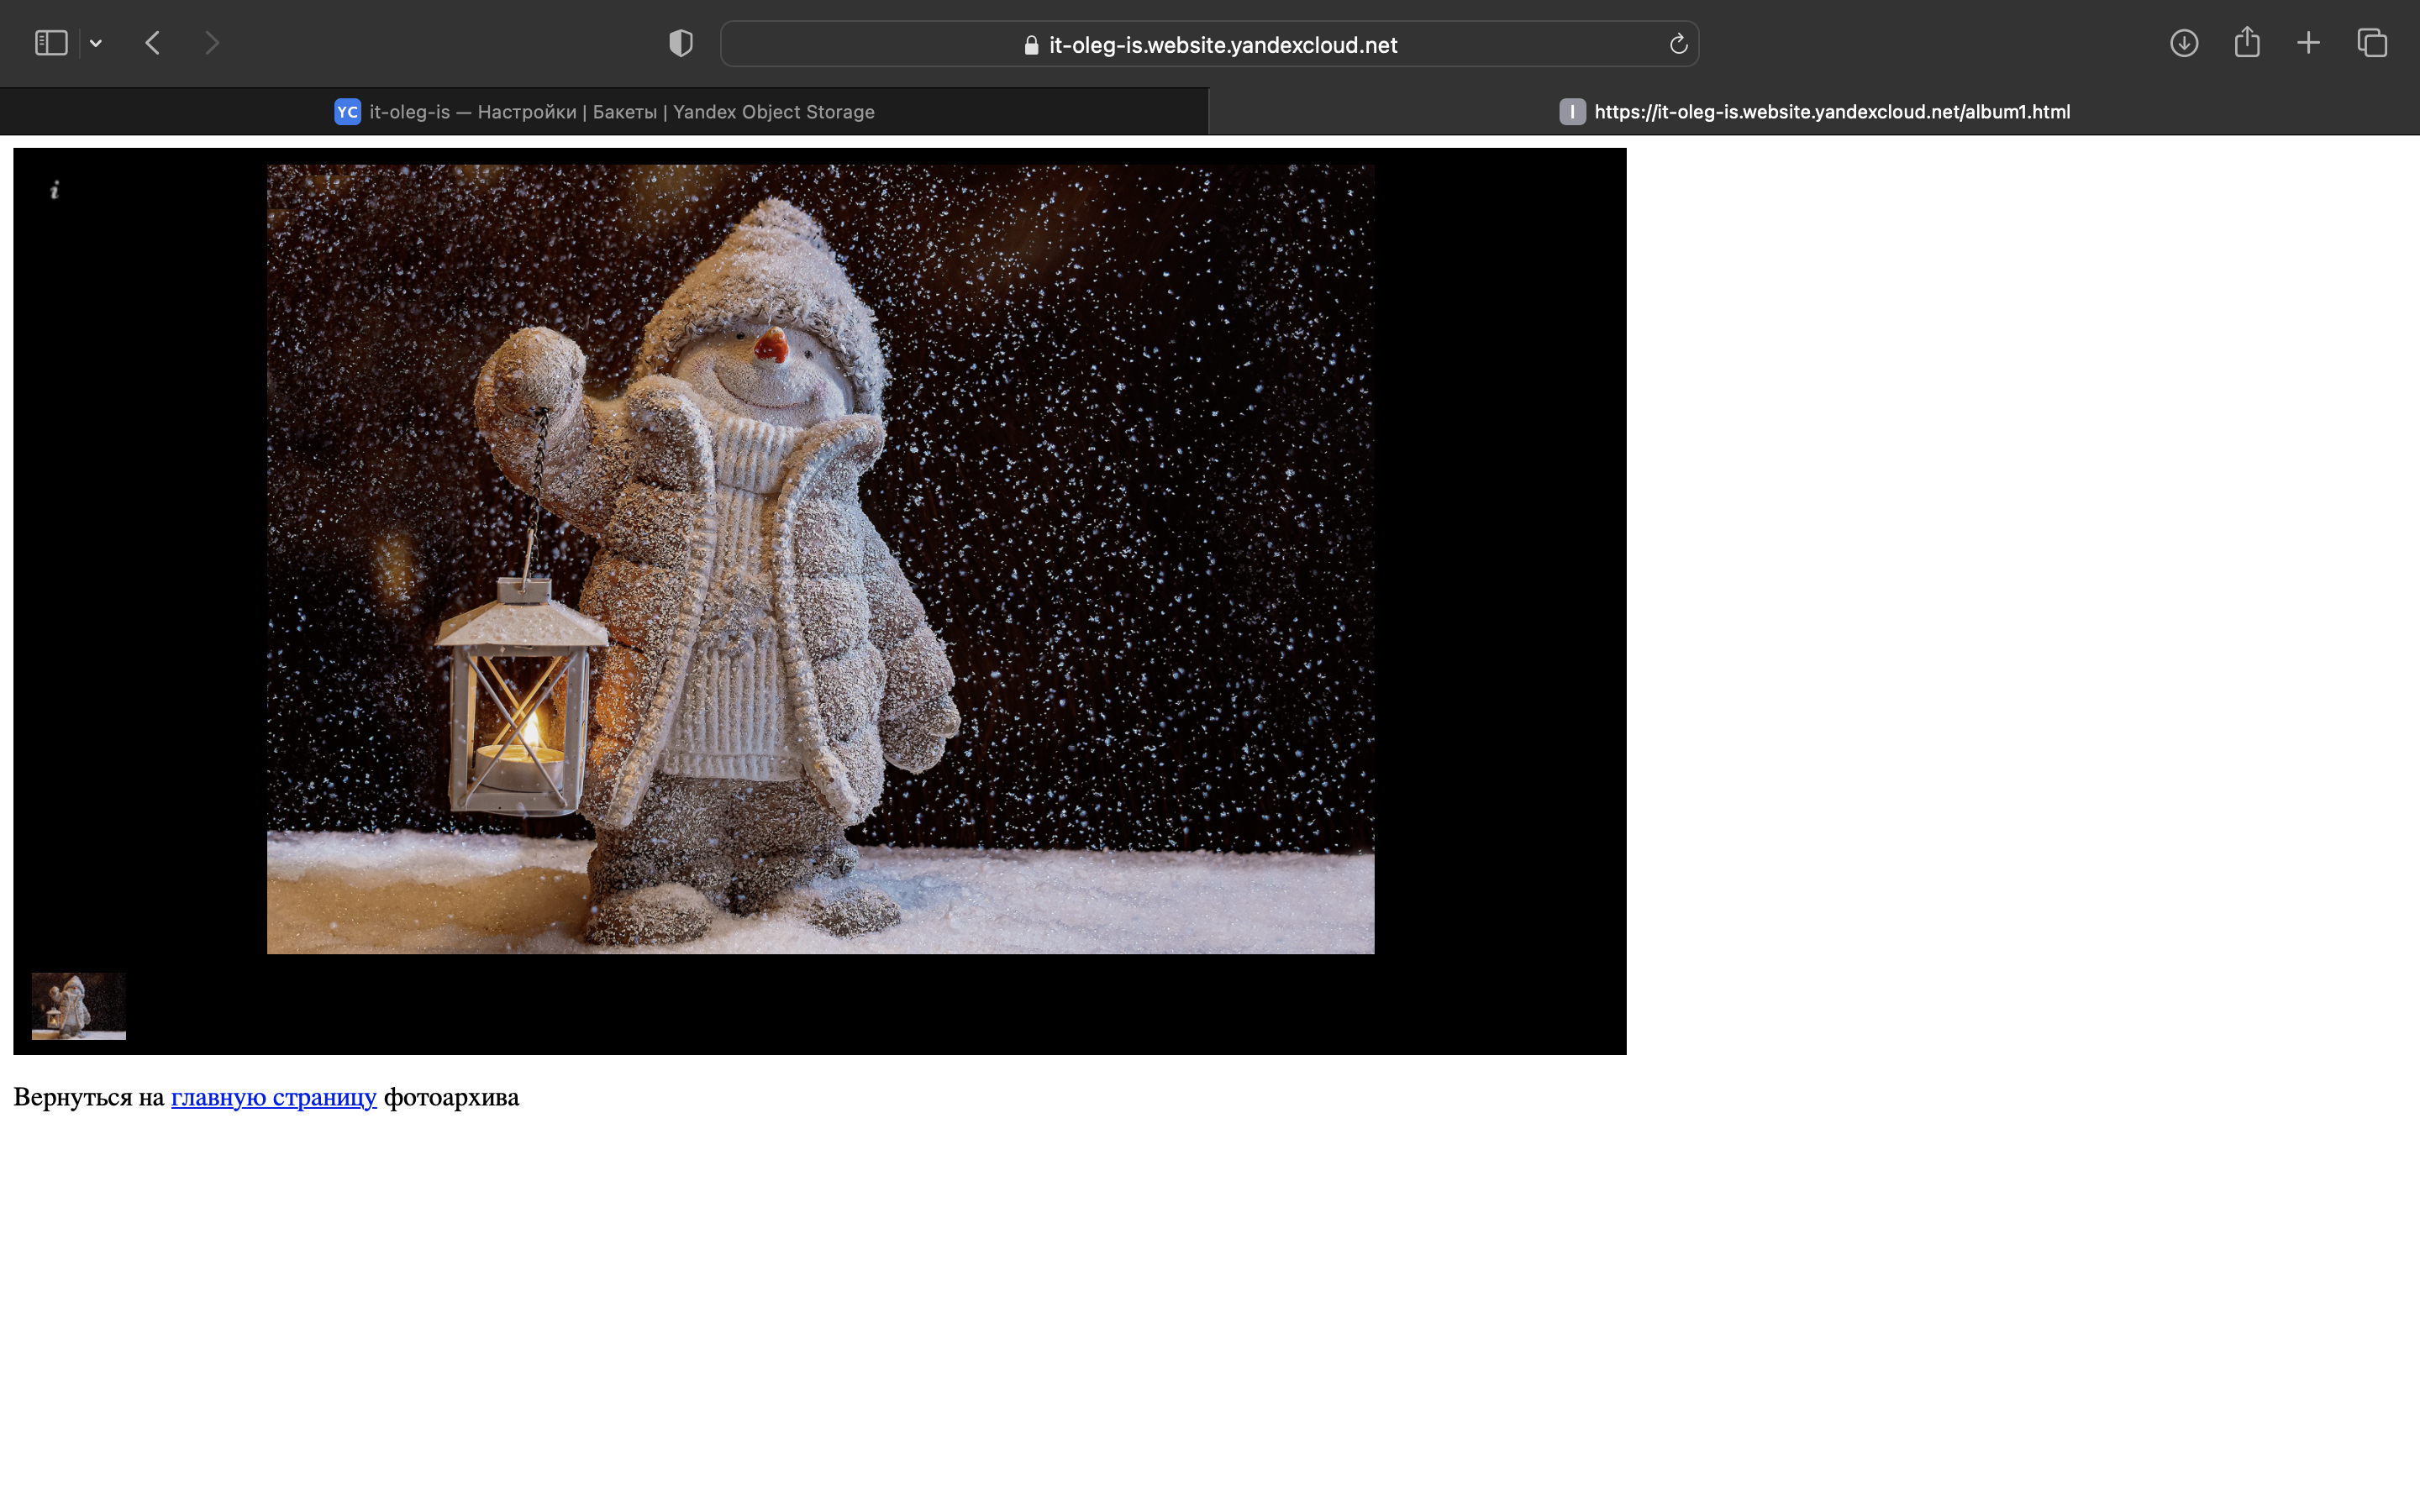 it-oleg-is.website.yandexcloud.net
YC it-oleg-is — Настройки | Бакеты | Yandex Object Storage
I https://it-oleg-is.website.yandexcloud.net/album1.html
i
Вернуться на главную страницу фотоархива